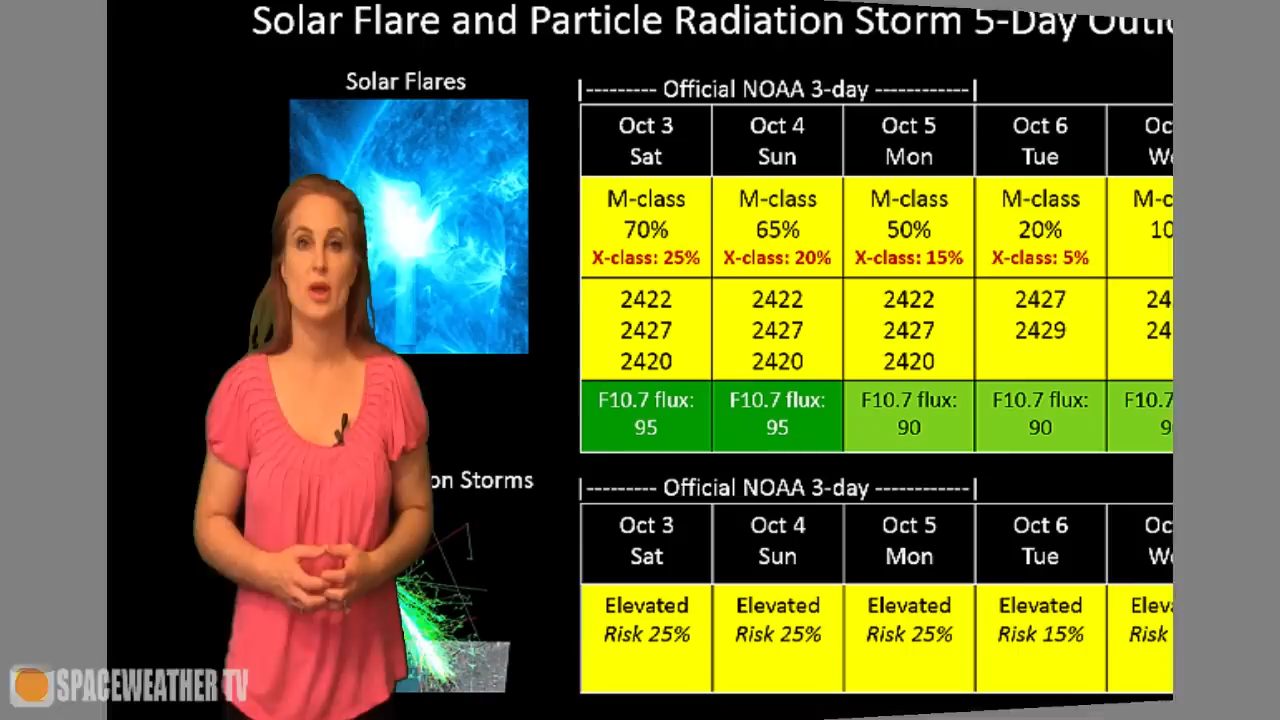 Solar Flare and Particle Radiation Storm 5-Day
Solar Flares
|--------- Official NOAA 3-day ------------|
Oct 3 Oct 4 Oct 5 Oct 6
Sat Sun Mon Tue
M-class M-class M-class M-class
70% 65% 50% 20%
X-class: 25% X-class: 20% X-class: 15% X-class: 5%
2422 2422 2422 2427
2427 2427 2427 2429
2420 2420 2420
F10.7 flux: F10.7 flux: F10.7 flux: F10.7 flux: F10.7
95 95 90 90
on Storms
|--------- Official NOAA 3-day ------------|
Oct 3 Oct 4 Oct 5 Oct 6
Sat Sun Mon Tue
Elevated Elevated Elevated Elevated
Risk 25% Risk 25% Risk 25% Risk 15% Risk
SPACEWEATHER TV